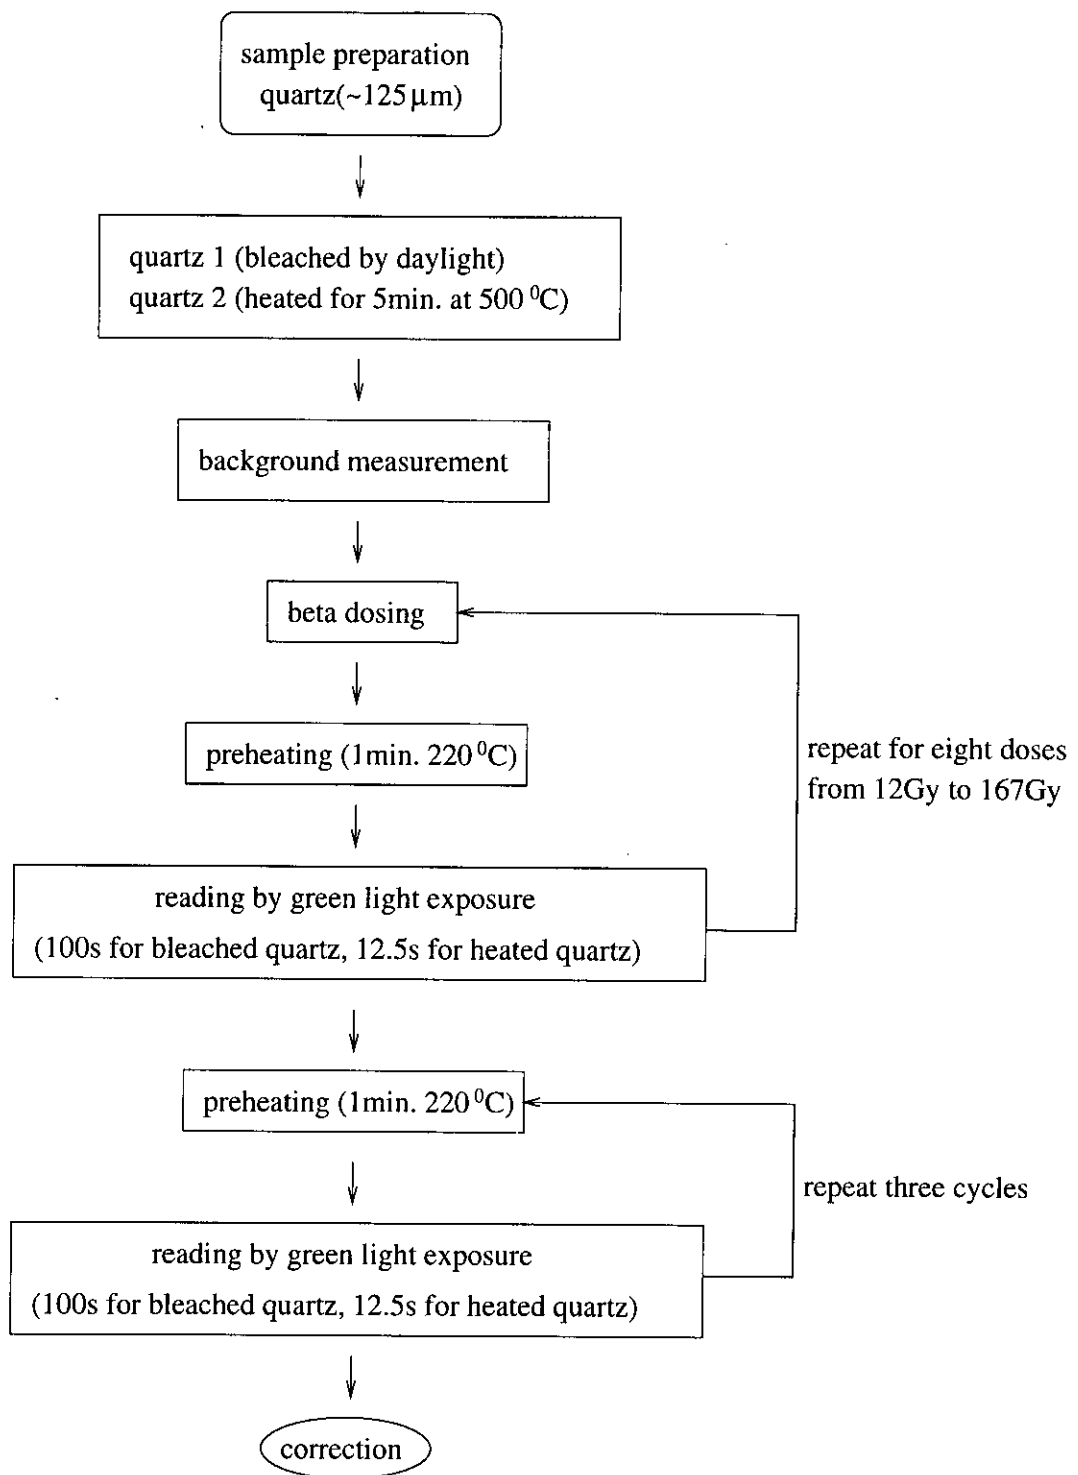 sample preparation
quartz(~125μm)
quartz 1 (bleached by daylight)
quartz 2 (heated for 5min. at 500 ⁰C)
background measurement
beta dosing
preheating (1min. 220 ⁰C)
repeat for eight doses
from 12Gy to 167Gy
reading by green light exposure
(100s for bleached quartz, 12.5s for heated quartz)
preheating (1min. 220 ⁰C)
repeat three cycles
reading by green light exposure
(100s for bleached quartz, 12.5s for heated quartz)
correction